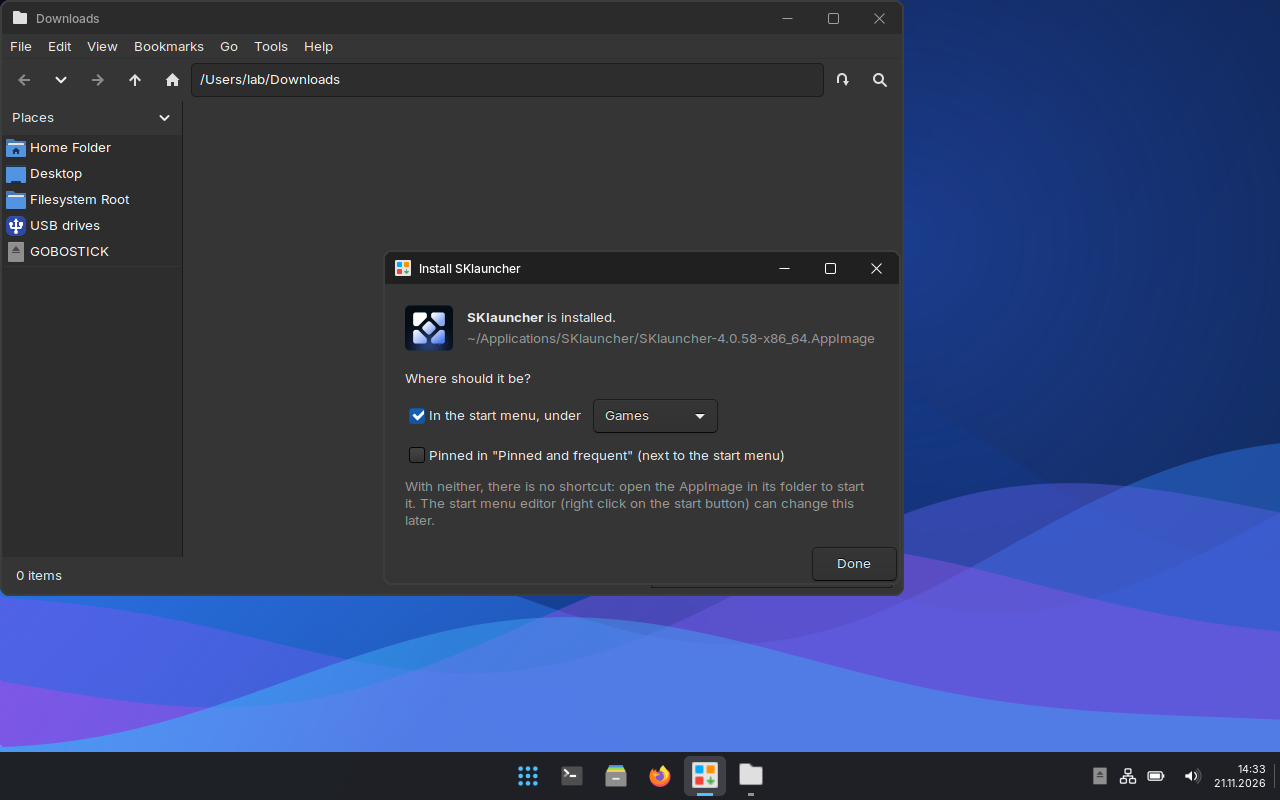 Downloads
File Edit View Bookmarks Go Tools Help
/Users/lab/Downloads
Places
Home Folder
Desktop
Filesystem Root
USB drives
GOBOSTICK
0 items
Install SKlauncher
SKlauncher is installed.
~/Applications/SKlauncher/SKlauncher-4.0.58-x86_64.AppImage
Where should it be?
In the start menu, under Games
Pinned in "Pinned and frequent" (next to the start menu)
With neither, there is no shortcut: open the AppImage in its folder to start
it. The start menu editor (right click on the start button) can change this
later.
Done
14:33
21.11.2026